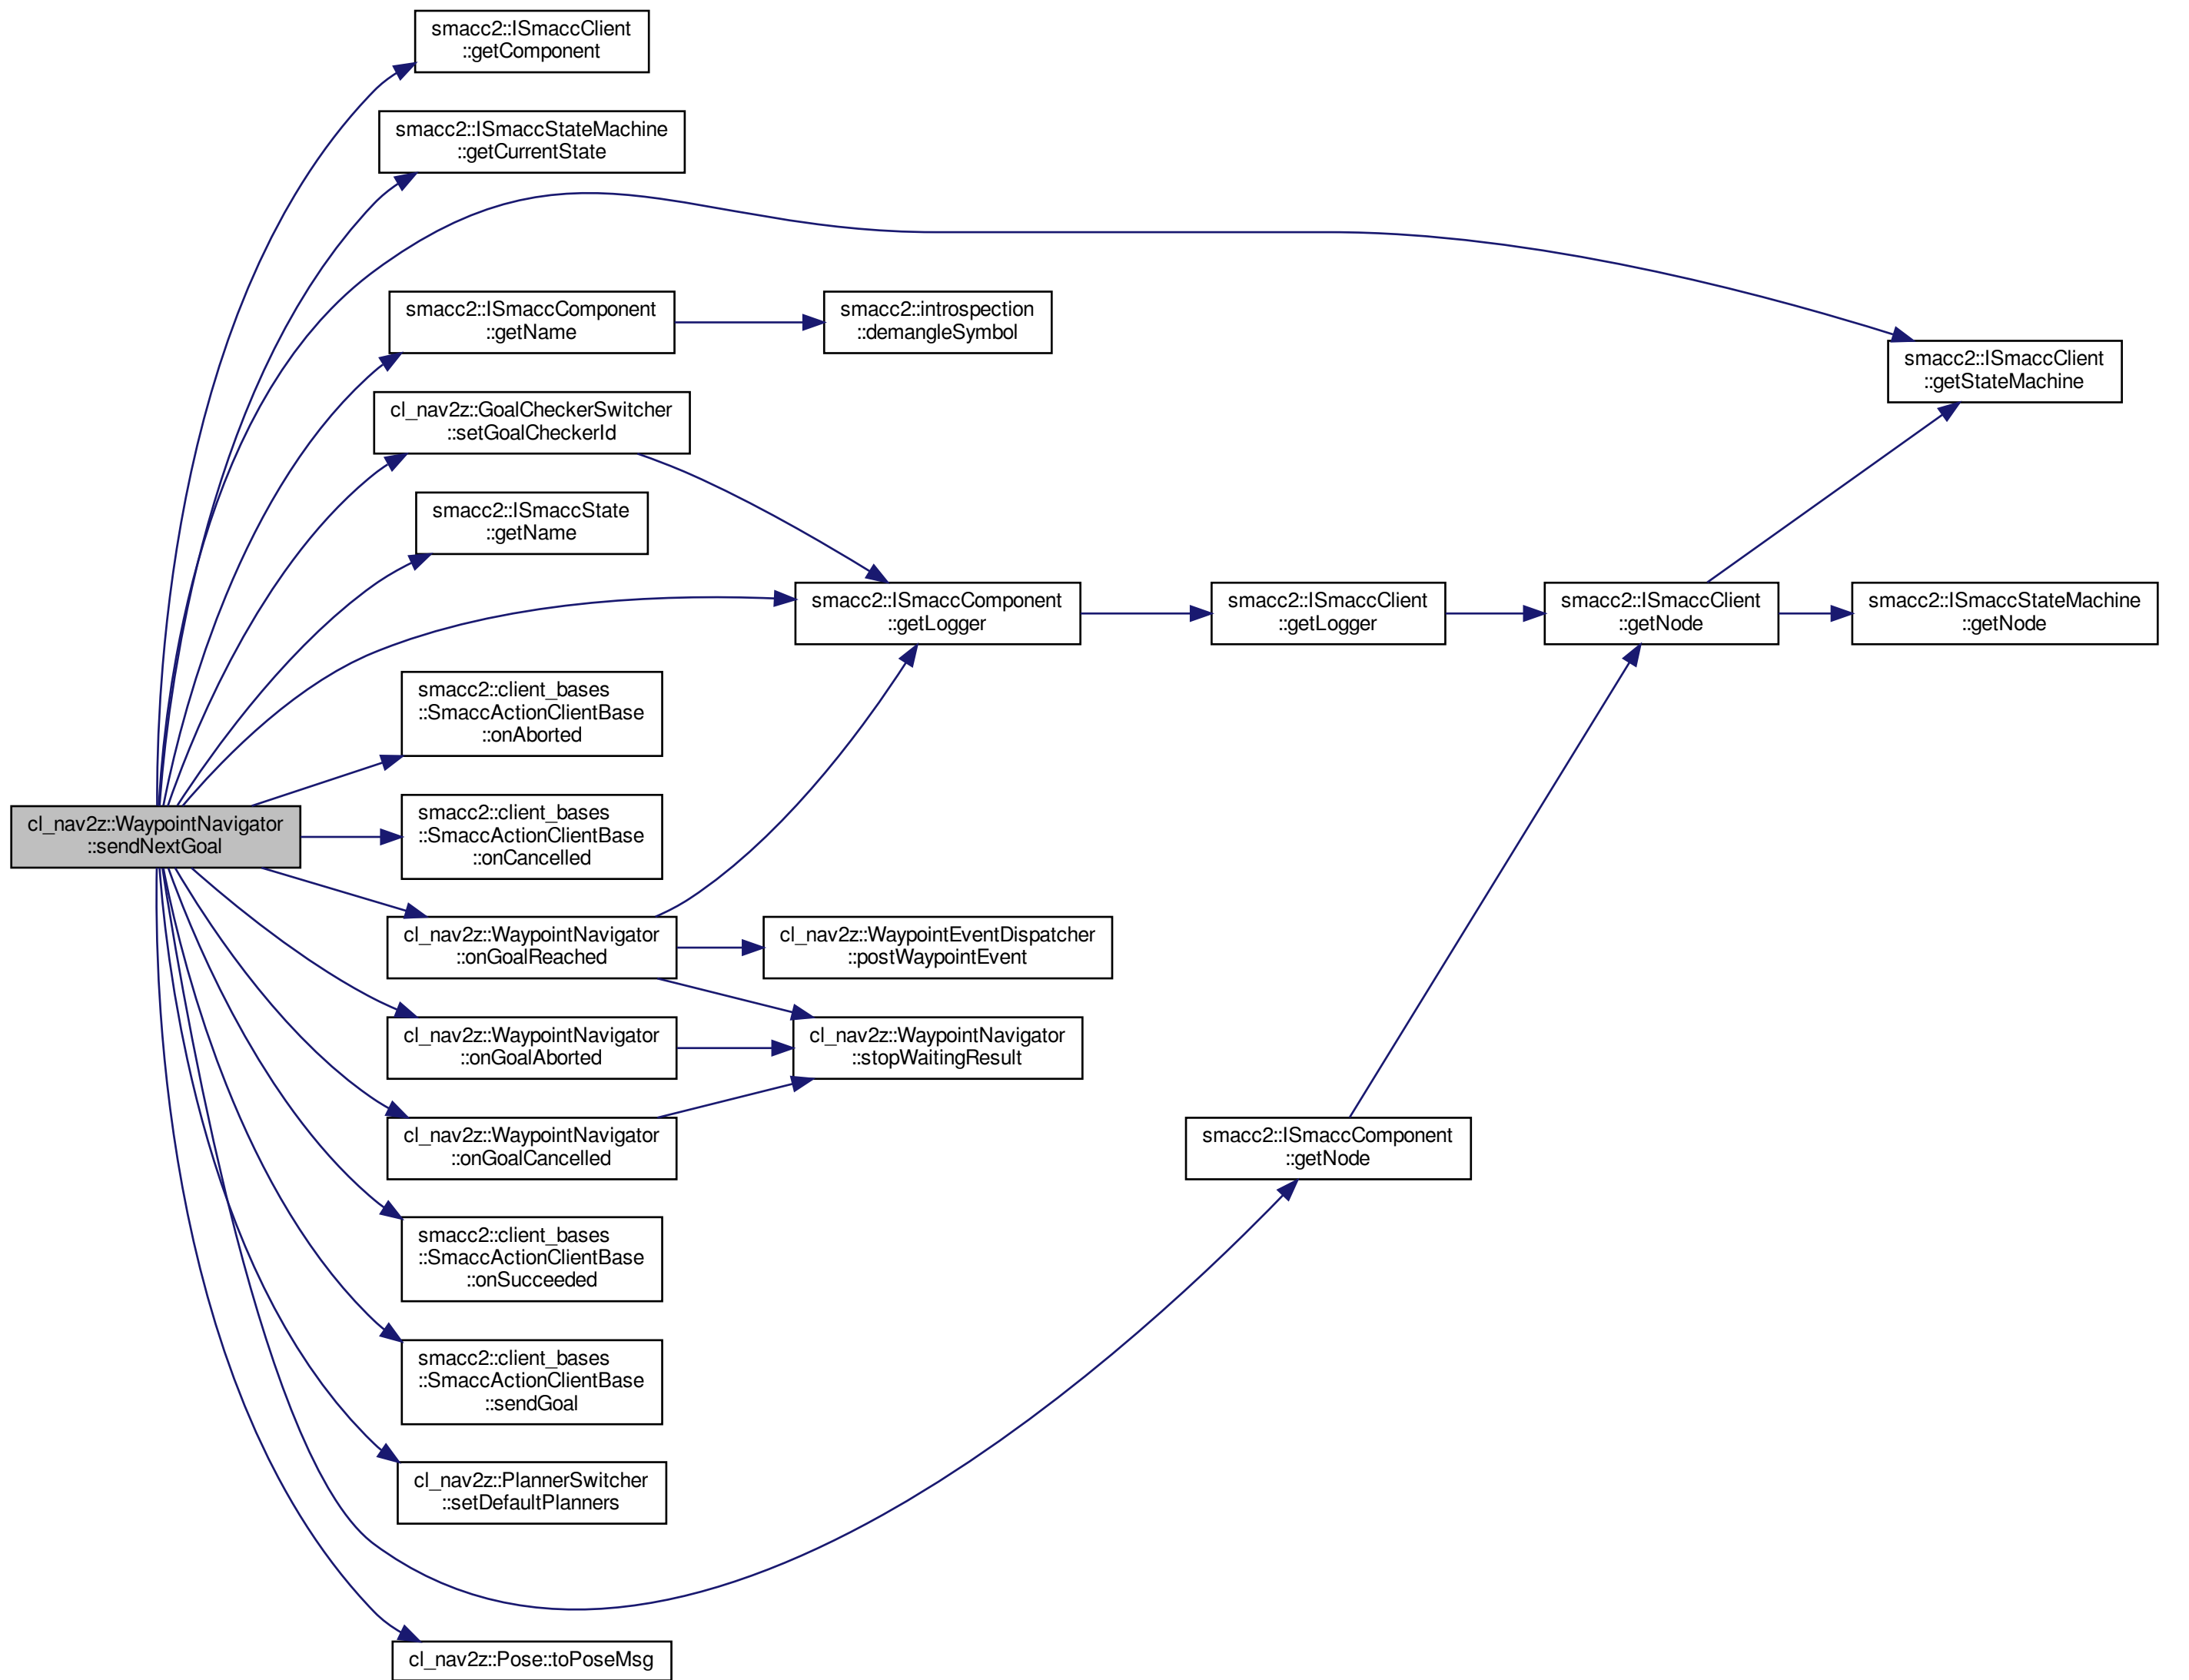 smacc2::ISmaccClient
::getComponent
smacc2::ISmaccStateMachine
::getCurrentState
smacc2::ISmaccComponent
::getName
smacc2::introspection
::demangleSymbol
smacc2::ISmaccClient
::getStateMachine
cl_nav2z::GoalCheckerSwitcher
::setGoalCheckerId
smacc2::ISmaccState
::getName
smacc2::ISmaccComponent
::getLogger
smacc2::ISmaccClient
::getLogger
smacc2::ISmaccClient
::getNode
smacc2::ISmaccStateMachine
::getNode
smacc2::client_bases
::SmaccActionClientBase
::onAborted
cl_nav2z::WaypointNavigator
::sendNextGoal
smacc2::client_bases
::SmaccActionClientBase
::onCancelled
cl_nav2z::WaypointNavigator
::onGoalReached
cl_nav2z::WaypointEventDispatcher
::postWaypointEvent
cl_nav2z::WaypointNavigator
::onGoalAborted
cl_nav2z::WaypointNavigator
::stopWaitingResult
cl_nav2z::WaypointNavigator
::onGoalCancelled
smacc2::ISmaccComponent
::getNode
smacc2::client_bases
::SmaccActionClientBase
::onSucceeded
smacc2::client_bases
::SmaccActionClientBase
::sendGoal
cl_nav2z::PlannerSwitcher
::setDefaultPlanners
cl_nav2z::Pose::toPoseMsg